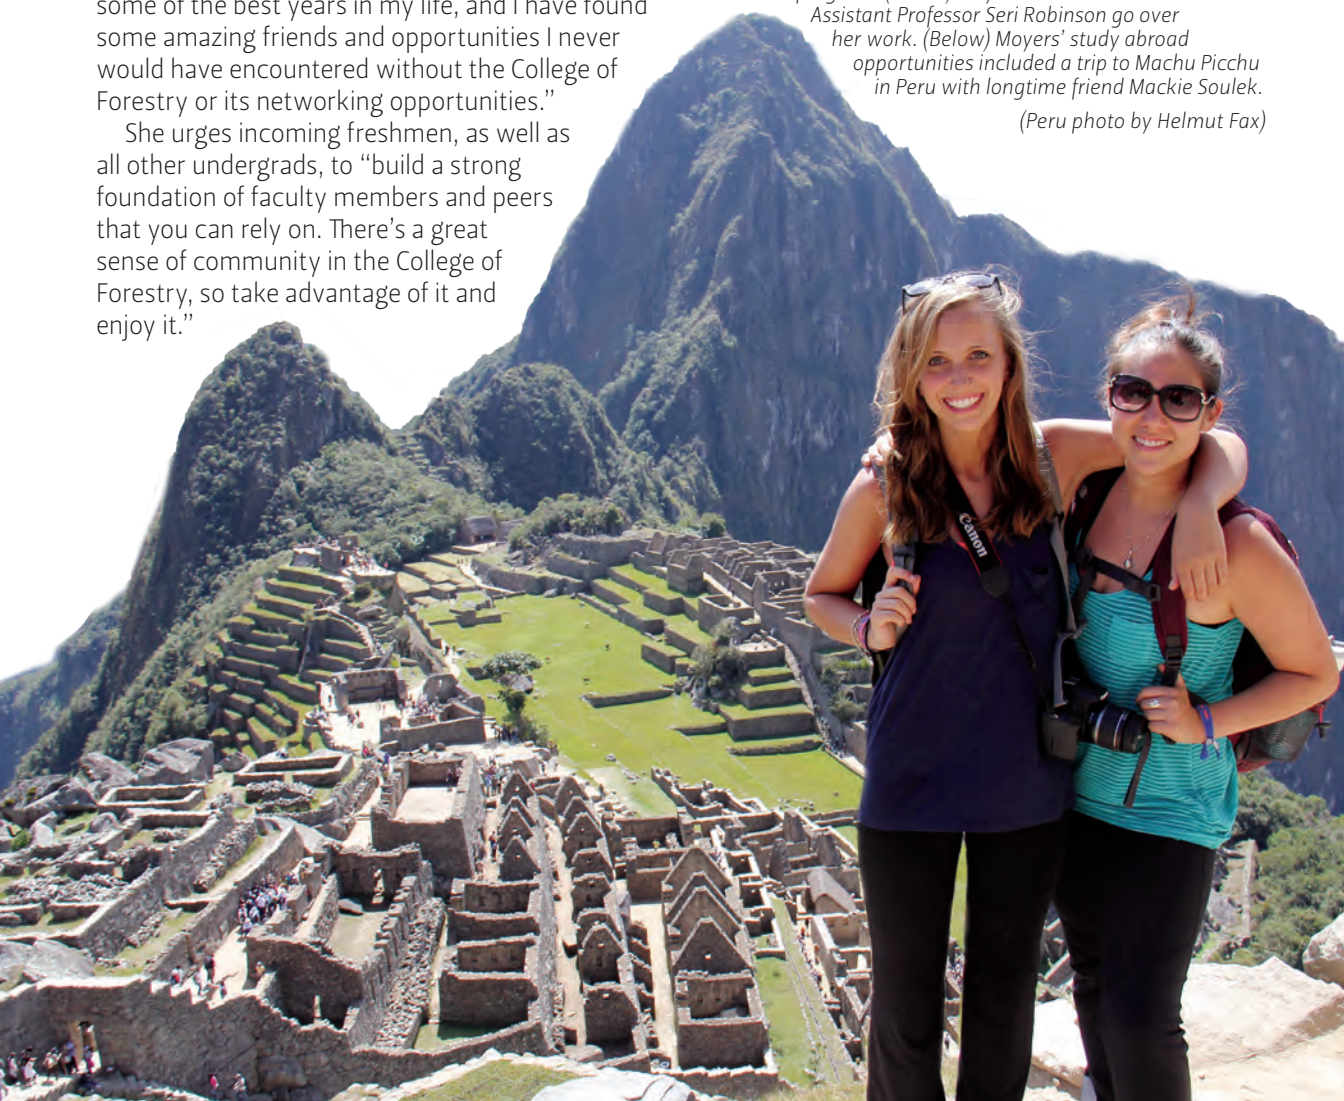 some of the best years in my life, and I have found
some amazing friends and opportunities I never
would have encountered without the College of
Forestry or its networking opportunities.”
She urges incoming freshmen, as well as
all other undergrads, to “build a strong
foundation of faculty members and peers
that you can rely on. There’s a great
sense of community in the College of
Forestry, so take advantage of it and
enjoy it.”
Assistant Professor Seri Robinson go over
her work. (Below) Moyers’ study abroad
opportunities included a trip to Machu Picchu
in Peru with longtime friend Mackie Soulek.
(Peru photo by Helmut Fax)
Canon